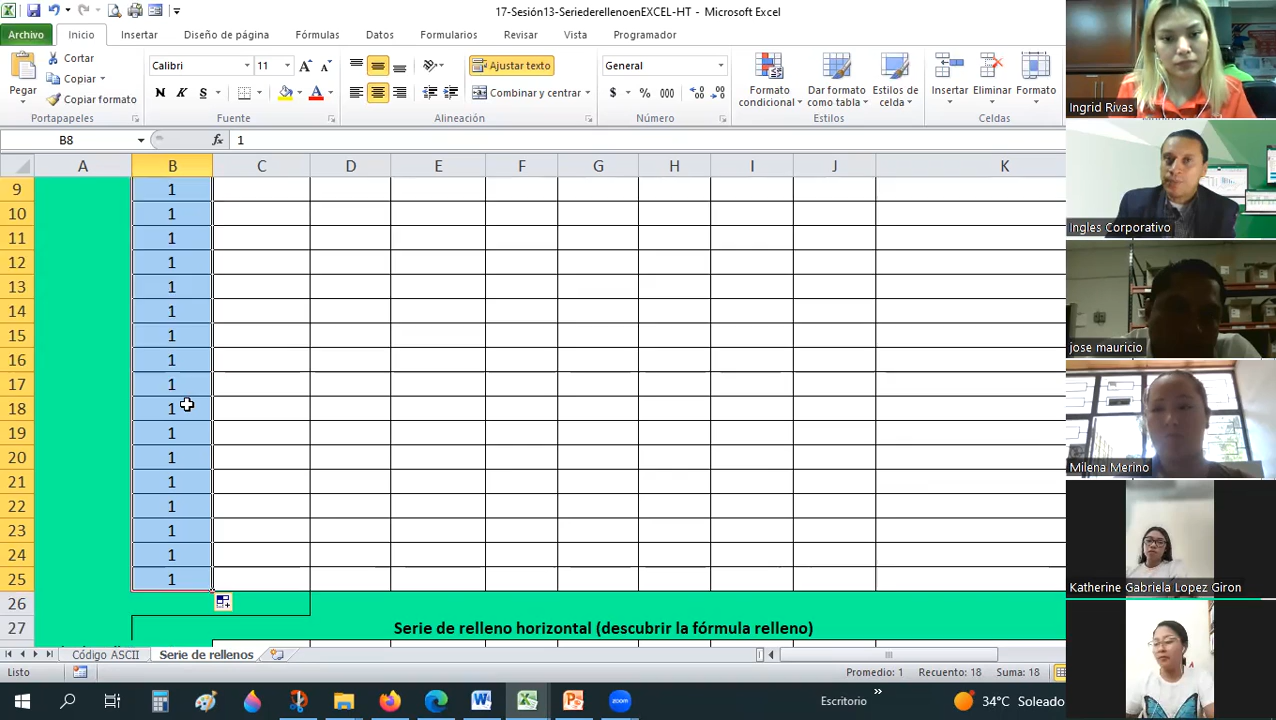 17-Sesión13-SeriederellenoenEXCEL-HT - Microsoft Excel
Archivo Inicio Insertar Diseño de página Fórmulas Datos Formularios Revisar Vista Programador
Pegar
Cortar
Copiar
Copiar formato
Portapapeles
Calibri 11
N K S
Fuente
Ajustar texto
Combinar y centrar
Alineación
General
$ % 000
Número
Formato condicional
Dar formato como tabla
Estilos de celda
Estilos
Insertar Eliminar Formato
Celdas
B8 fx 1
A B C D E F G H I J K
9 1
10 1
11 1
12 1
13 1
14 1
15 1
16 1
17 1
18 1
19 1
20 1
21 1
22 1
23 1
24 1
25 1
26
27 Serie de relleno horizontal (descubrir la fórmula relleno)
Código ASCII Serie de rellenos
Listo Promedio: 1 Recuento: 18 Suma: 18
Escritorio » 34°C Soleado
zoom
Ingrid Rivas
Ingles Corporativo
jose mauricio
Milena Merino
Katherine Gabriela Lopez Giron